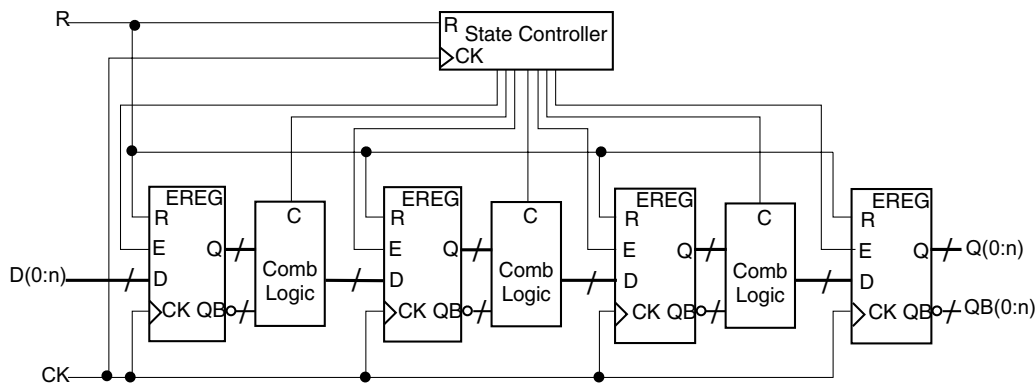 R
R
State Controller
CK
EREG
EREG
EREG
EREG
R
C
R
C
R
C
R
E
Q
E
Q
E
Q
E
Q
Q(0:n)
D(0:n)
D
Comb
Logic
D
Comb
Logic
D
Comb
Logic
D
CK
QB
CK
QB
CK
QB
CK
QB
QB(0:n)
CK